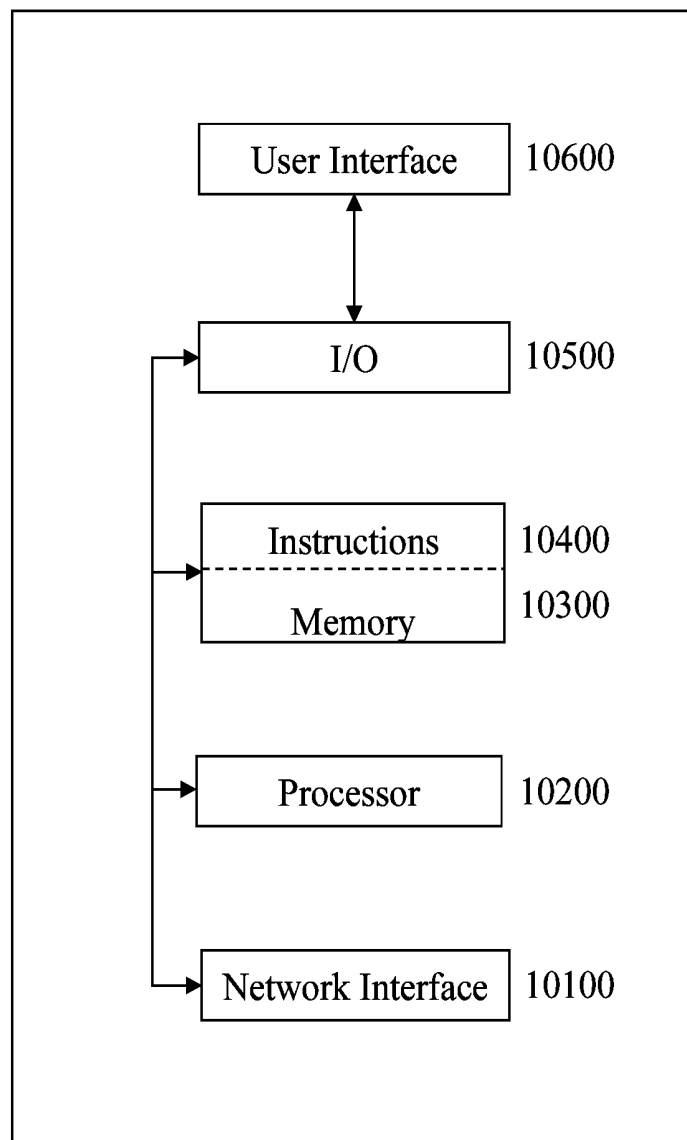 User Interface 10600
I/O 10500
Instructions 10400
Memory 10300
Processor 10200
Network Interface 10100